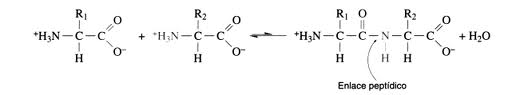 R₁ O R₂ O R₁ O R₂ O
⁺H₃N—C—C + ⁺H₃N—C—C ⇌ ⁺H₃N—C—C—N—C—C + H₂O
H O⁻ H O⁻ H H H O⁻
Enlace peptídico